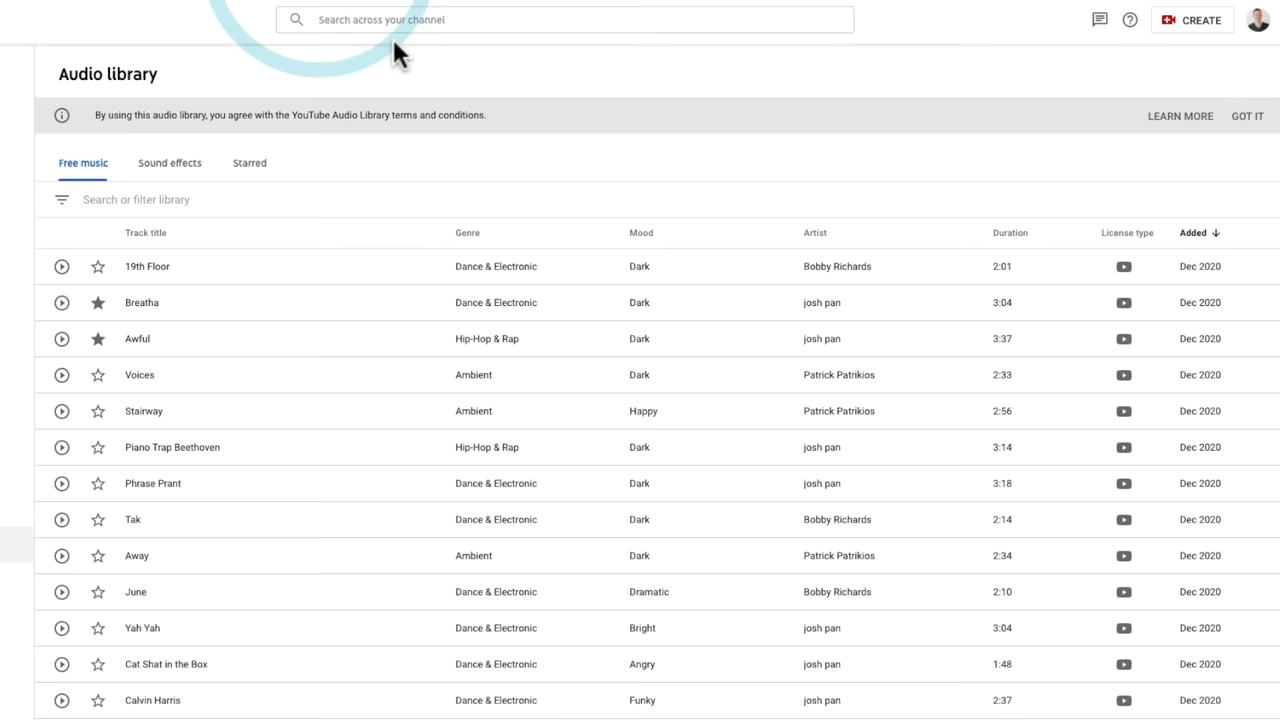 Search across your channel
CREATE
Audio library
By using this audio library, you agree with the YouTube Audio Library terms and conditions.
LEARN MORE GOT IT
Free music Sound effects Starred
Search or filter library
Track title Genre Mood Artist Duration License type Added
19th Floor Dance & Electronic Dark Bobby Richards 2:01 Dec 2020
Breatha Dance & Electronic Dark josh pan 3:04 Dec 2020
Awful Hip-Hop & Rap Dark josh pan 3:37 Dec 2020
Voices Ambient Dark Patrick Patrikios 2:33 Dec 2020
Stairway Ambient Happy Patrick Patrikios 2:56 Dec 2020
Piano Trap Beethoven Hip-Hop & Rap Dark josh pan 3:14 Dec 2020
Phrase Prant Dance & Electronic Dark josh pan 3:18 Dec 2020
Tak Dance & Electronic Dark Bobby Richards 2:14 Dec 2020
Away Ambient Dark Patrick Patrikios 2:34 Dec 2020
June Dance & Electronic Dramatic Bobby Richards 2:10 Dec 2020
Yah Yah Dance & Electronic Bright josh pan 3:04 Dec 2020
Cat Shat in the Box Dance & Electronic Angry josh pan 1:48 Dec 2020
Calvin Harris Dance & Electronic Funky josh pan 2:37 Dec 2020